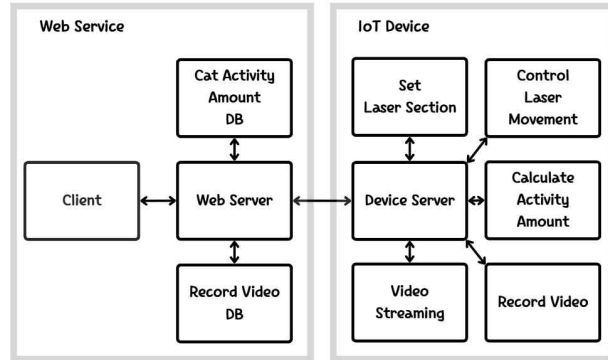 Web Service
Cat Activity
Amount
DB
Client
Web Server
Record Video
DB
IoT Device
Set
Laser Section
Control
Laser
Movement
Device Server
Calculate
Activity
Amount
Video
Streaming
Record Video